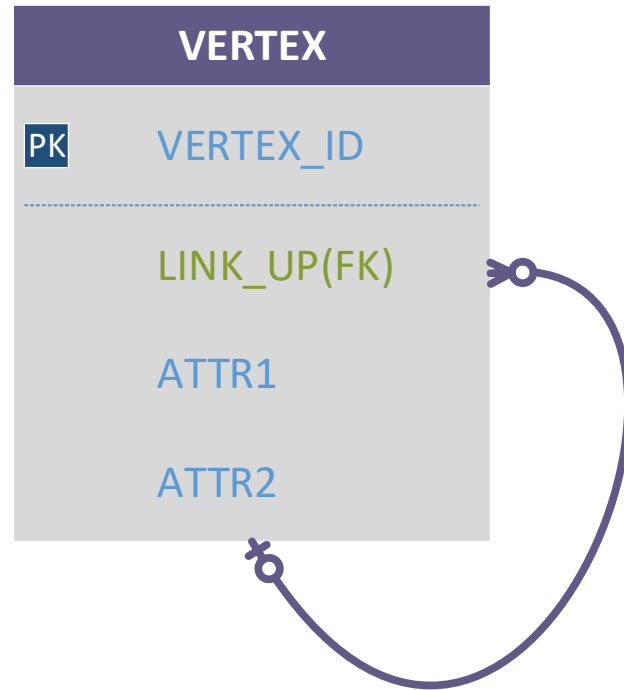 VERTEX
PK VERTEX_ID
LINK_UP(FK)
ATTR1
ATTR2